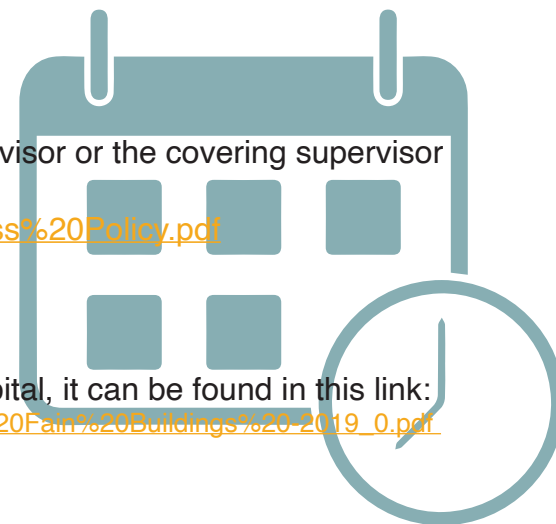 visor or the covering supervisor
ss%20Policy.pdf
pital, it can be found in this link:
20Fain%20Buildings%20-2019_0.pdf